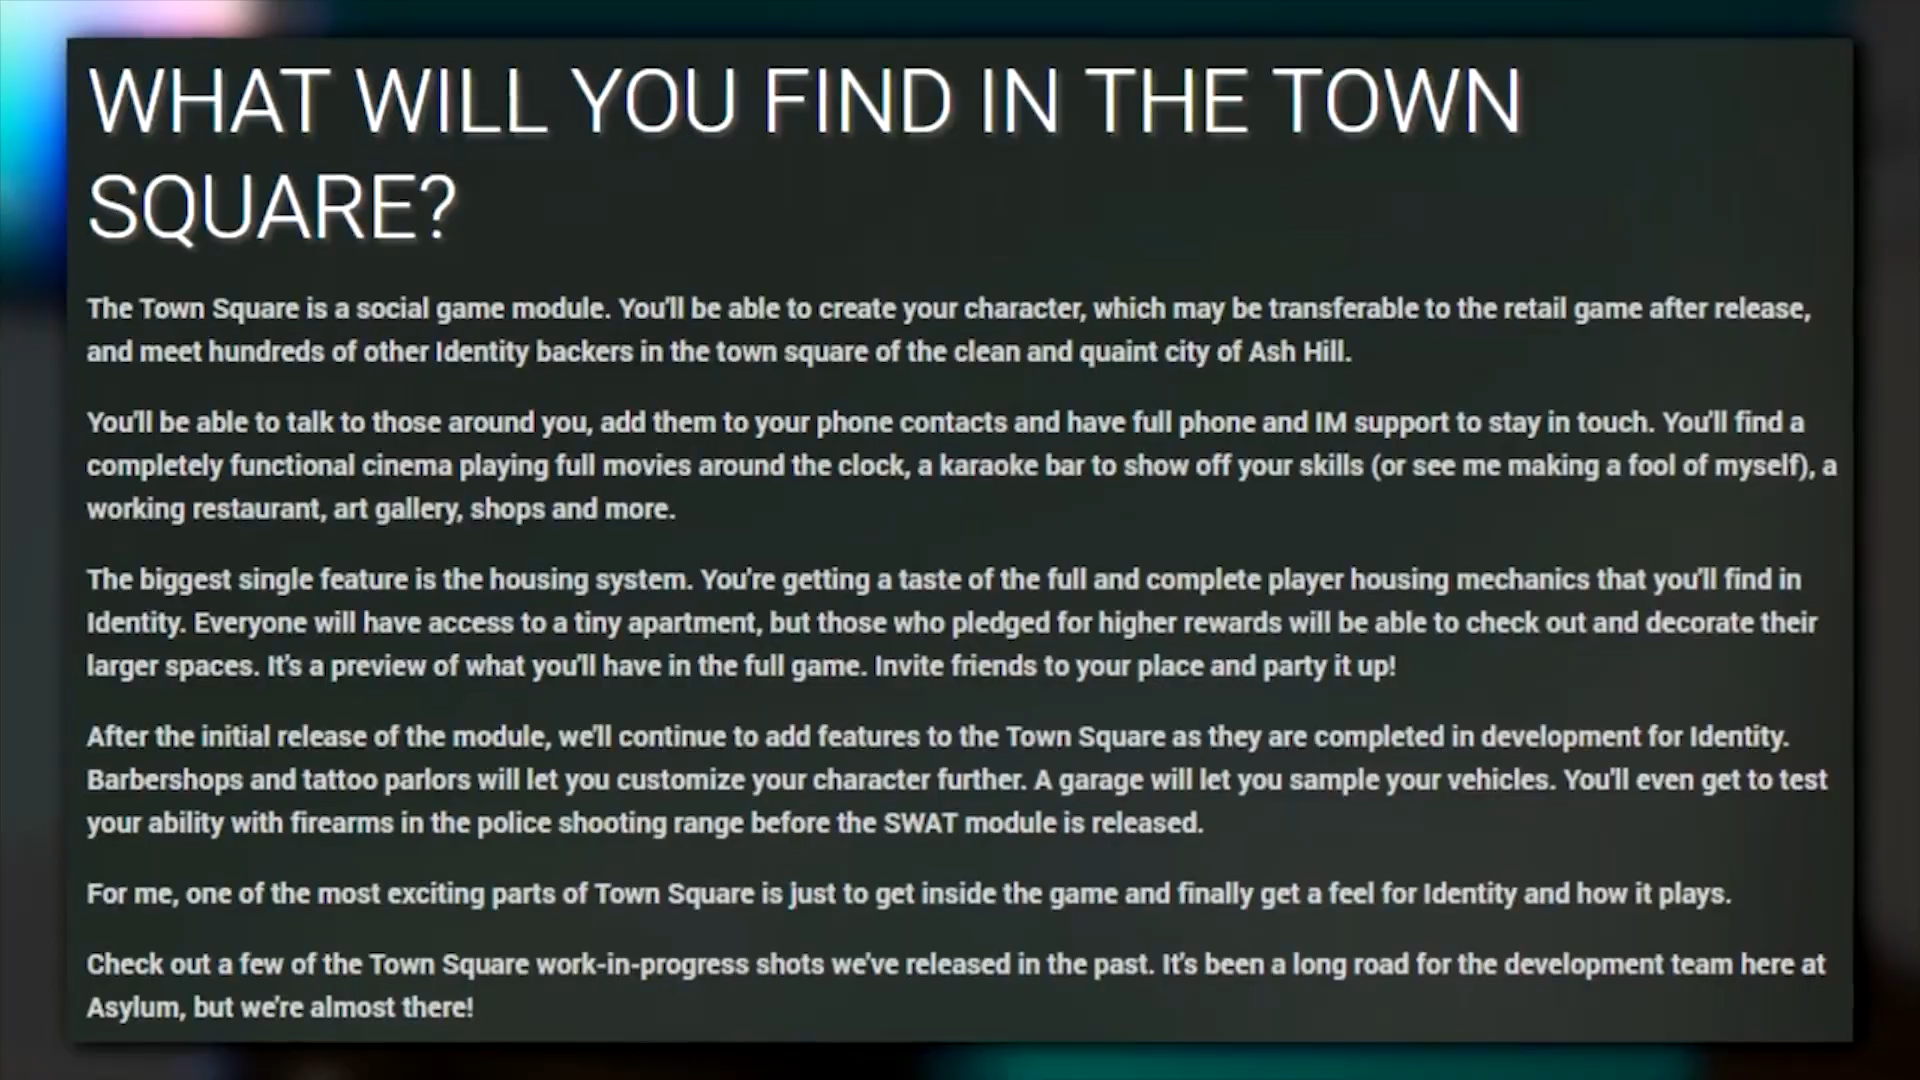 WHAT WILL YOU FIND IN THE TOWN
SQUARE?
The Town Square is a social game module. You'll be able to create your character, which may be transferable to the retail game after release,
and meet hundreds of other Identity backers in the town square of the clean and quaint city of Ash Hill.
You'll be able to talk to those around you, add them to your phone contacts and have full phone and IM support to stay in touch. You'll find a
completely functional cinema playing full movies around the clock, a karaoke bar to show off your skills (or see me making a fool of myself), a
working restaurant, art gallery, shops and more.
The biggest single feature is the housing system. You're getting a taste of the full and complete player housing mechanics that you'll find in
Identity. Everyone will have access to a tiny apartment, but those who pledged for higher rewards will be able to check out and decorate their
larger spaces. It's a preview of what you'll have in the full game. Invite friends to your place and party it up!
After the initial release of the module, we'll continue to add features to the Town Square as they are completed in development for Identity.
Barbershops and tattoo parlors will let you customize your character further. A garage will let you sample your vehicles. You'll even get to test
your ability with firearms in the police shooting range before the SWAT module is released.
For me, one of the most exciting parts of Town Square is just to get inside the game and finally get a feel for Identity and how it plays.
Check out a few of the Town Square work-in-progress shots we've released in the past. It's been a long road for the development team here at
Asylum, but we're almost there!